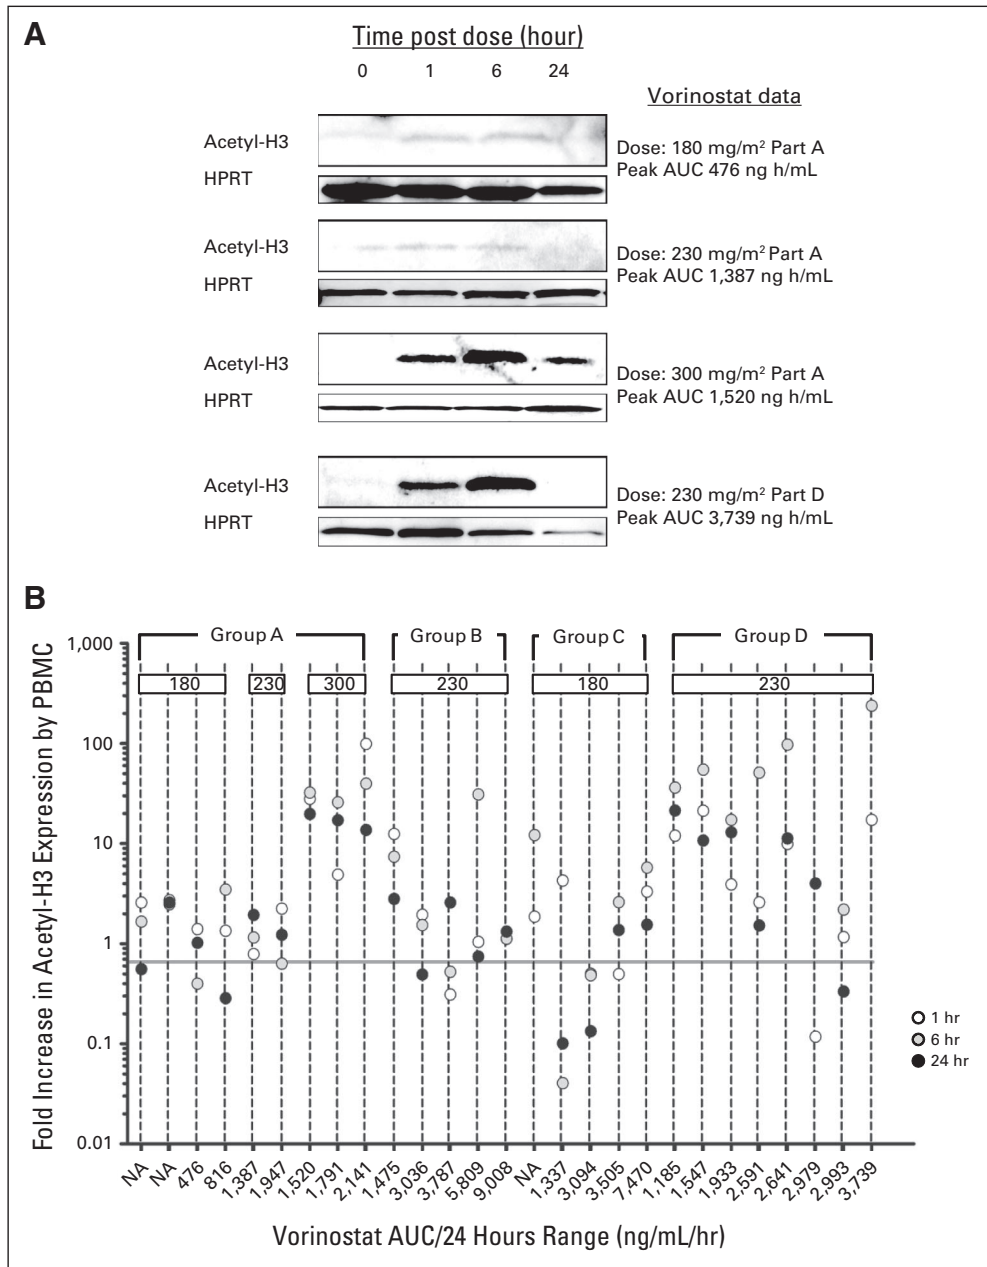 A
Time post dose (hour)
0 1 6 24
Vorinostat data
Acetyl-H3
HPRT
Dose: 180 mg/m² Part A
Peak AUC 476 ng h/mL
Acetyl-H3
HPRT
Dose: 230 mg/m² Part A
Peak AUC 1,387 ng h/mL
Acetyl-H3
HPRT
Dose: 300 mg/m² Part A
Peak AUC 1,520 ng h/mL
Acetyl-H3
HPRT
Dose: 230 mg/m² Part D
Peak AUC 3,739 ng h/mL
B
Fold Increase in Acetyl-H3 Expression by PBMC
1,000
100
10
1
0.1
0.01
Group A Group B Group C Group D
180 230 300 230 180 230
1 hr
6 hr
24 hr
NA NA 476 816 1,387 1,947 1,520 1,791 2,141 1,475 3,036 3,787 5,809 9,008 NA 1,337 3,094 3,505 7,470 1,185 1,547 1,933 2,591 2,641 2,979 2,993 3,739
Vorinostat AUC/24 Hours Range (ng/mL/hr)